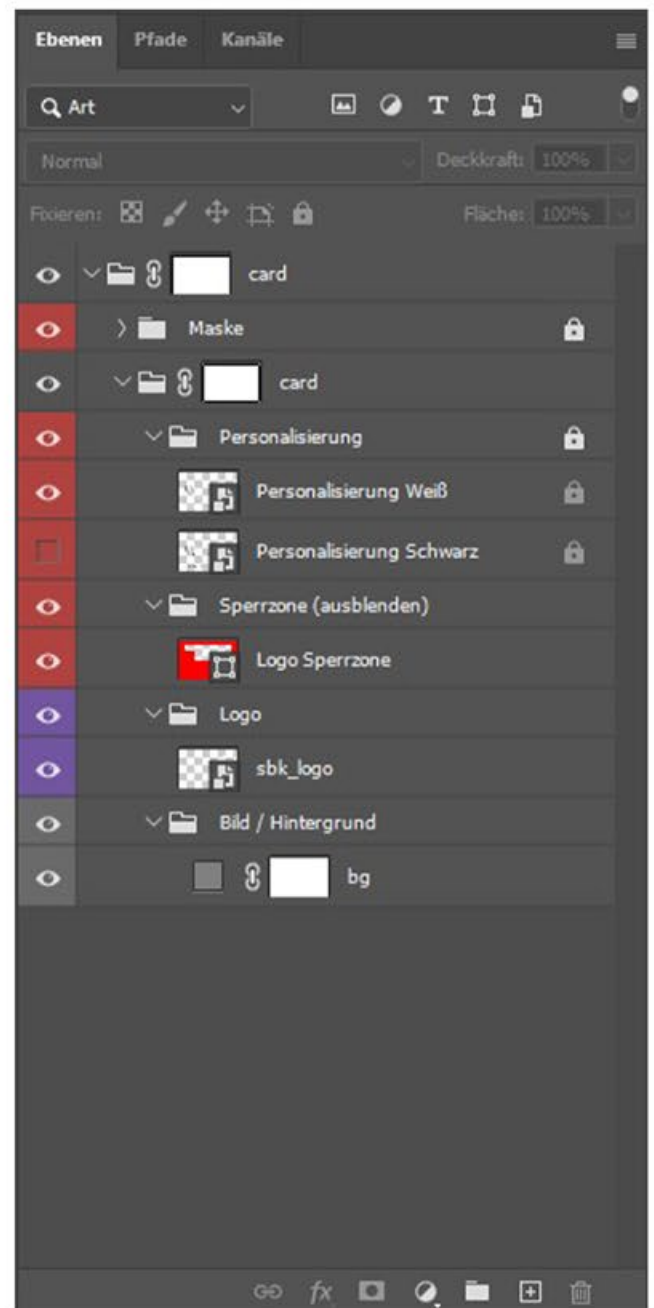 Ebenen Pfade Kanäle
Art
Normal Deckkraft: 100%
Fixieren: Fläche: 100%
card
Maske
card
Personalisierung
Personalisierung Weiß
Personalisierung Schwarz
Sperrzone (ausblenden)
Logo Sperrzone
Logo
sbk_logo
Bild / Hintergrund
bg
fx